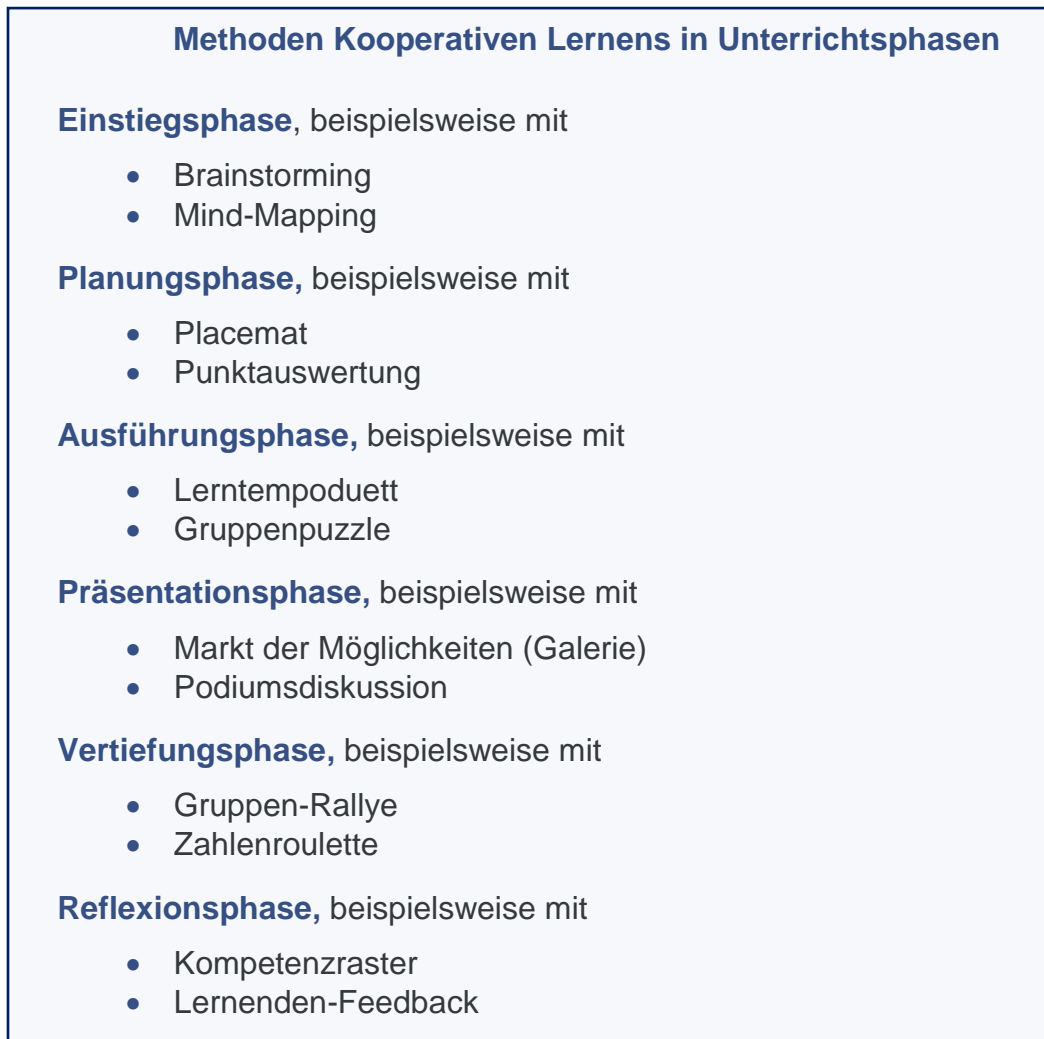 Methoden Kooperativen Lernens in Unterrichtsphasen
Einstiegsphase, beispielsweise mit
• Brainstorming
• Mind-Mapping
Planungsphase, beispielsweise mit
• Placemat
• Punktauswertung
Ausführungsphase, beispielsweise mit
• Lerntempoduett
• Gruppenpuzzle
Präsentationsphase, beispielsweise mit
• Markt der Möglichkeiten (Galerie)
• Podiumsdiskussion
Vertiefungsphase, beispielsweise mit
• Gruppen-Rallye
• Zahlenroulette
Reflexionsphase, beispielsweise mit
• Kompetenzraster
• Lernenden-Feedback